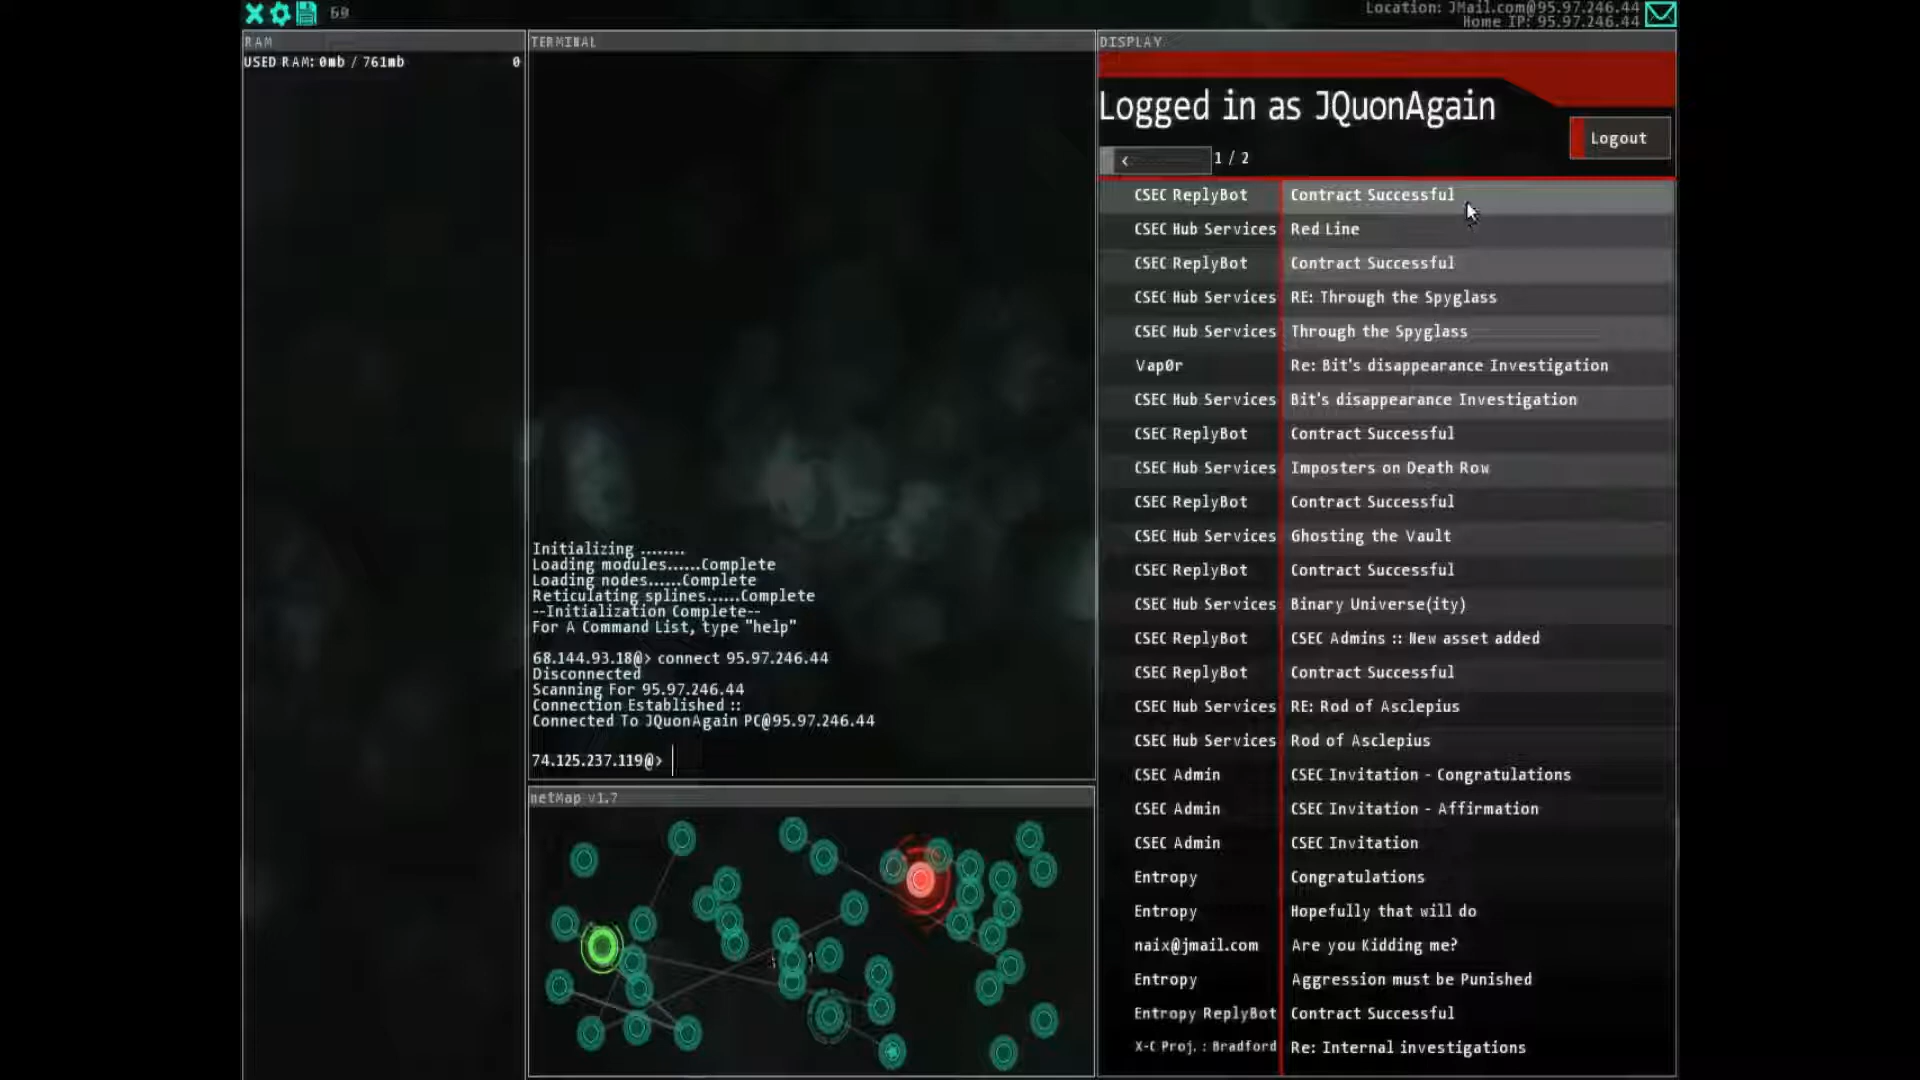 59
Location: JMail.com@95.97.246.44
Home IP: 95.97.246.44
RAM
USED RAM: 0mb / 761mb
0
TERMINAL
Initializing ........
Loading modules......Complete
Loading nodes......Complete
Reticulating splines......Complete
--Initialization Complete--
For A Command List, type "help"
68.144.93.18@> connect 95.97.246.44
Disconnected
Scanning For 95.97.246.44
Connection Established ::
Connected To JQuonAgain PC@95.97.246.44
74.125.237.119@>
netMap v1.7
DISPLAY
Logged in as JQuonAgain
Logout
< 1 / 2
CSEC ReplyBot Contract Successful
CSEC Hub Services Red Line
CSEC ReplyBot Contract Successful
CSEC Hub Services RE: Through the Spyglass
CSEC Hub Services Through the Spyglass
Vap0r Re: Bit's disappearance Investigation
CSEC Hub Services Bit's disappearance Investigation
CSEC ReplyBot Contract Successful
CSEC Hub Services Imposters on Death Row
CSEC ReplyBot Contract Successful
CSEC Hub Services Ghosting the Vault
CSEC ReplyBot Contract Successful
CSEC Hub Services Binary Universe(ity)
CSEC ReplyBot CSEC Admins :: New asset added
CSEC ReplyBot Contract Successful
CSEC Hub Services RE: Rod of Asclepius
CSEC Hub Services Rod of Asclepius
CSEC Admin CSEC Invitation - Congratulations
CSEC Admin CSEC Invitation - Affirmation
CSEC Admin CSEC Invitation
Entropy Congratulations
Entropy Hopefully that will do
naix@jmail.com Are you Kidding me?
Entropy Aggression must be Punished
Entropy ReplyBot Contract Successful
X-C Proj. : Bradford Re: Internal investigations